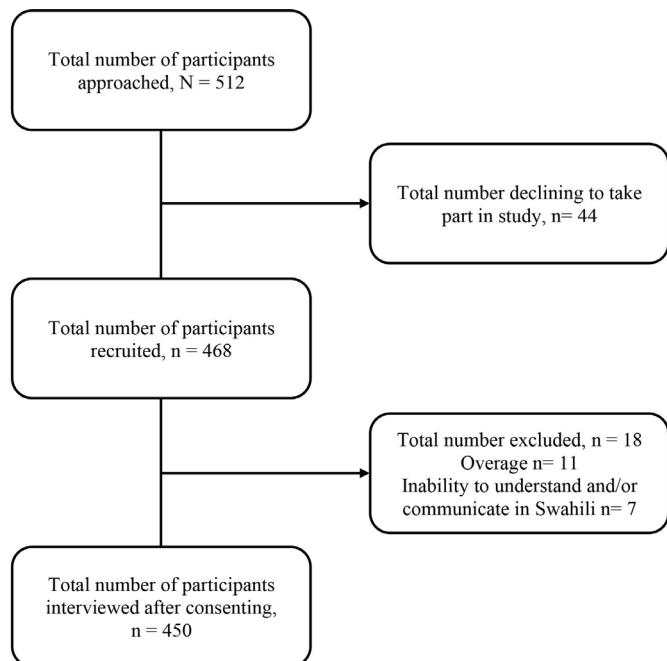 Total number of participants
approached, N = 512
Total number declining to take
part in study, n= 44
Total number of participants
recruited, n = 468
Total number excluded, n = 18
Overage n= 11
Inability to understand and/or
communicate in Swahili n= 7
Total number of participants
interviewed after consenting,
n = 450